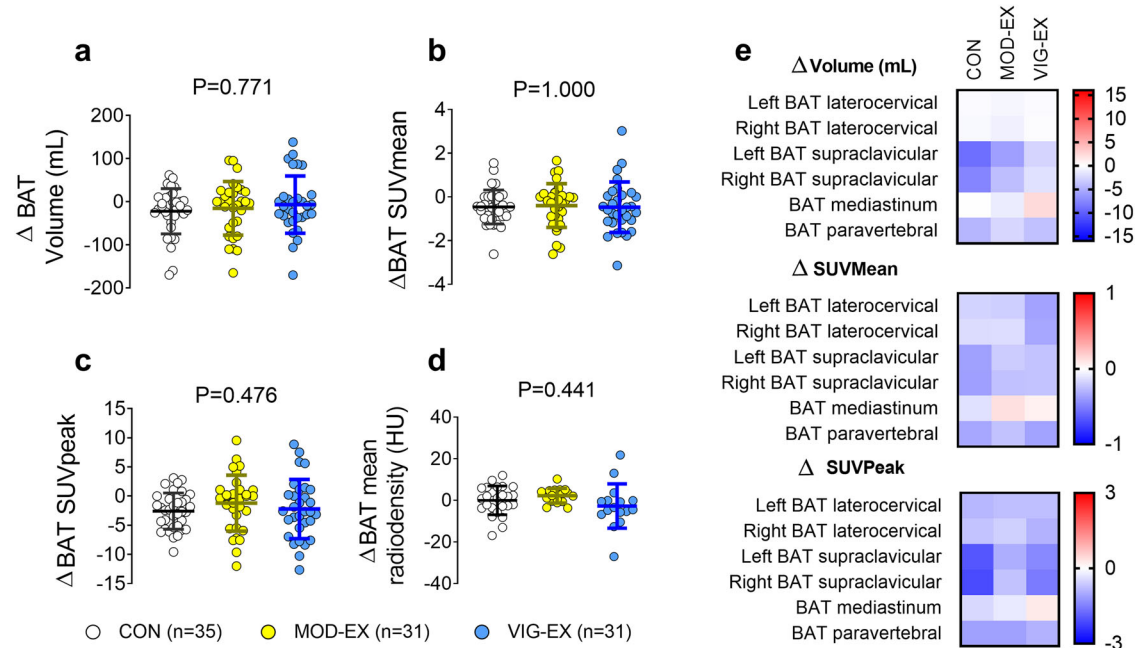 a
P=0.771
Δ BAT
Volume (mL)
200
100
0
-100
-200
b
P=1.000
ΔBAT SUVmean
4
2
0
-2
-4
c
P=0.476
ΔBAT SUVpeak
15
10
5
0
-5
-10
-15
d
P=0.441
ΔBAT mean
radiodensity (HU)
40
20
0
-20
-40
CON (n=35)
MOD-EX (n=31)
VIG-EX (n=31)
e
CON
MOD-EX
VIG-EX
Δ Volume (mL)
Left BAT laterocervical
Right BAT laterocervical
Left BAT supraclavicular
Right BAT supraclavicular
BAT mediastinum
BAT paravertebral
15
10
5
0
-5
-10
-15
Δ SUVMean
Left BAT laterocervical
Right BAT laterocervical
Left BAT supraclavicular
Right BAT supraclavicular
BAT mediastinum
BAT paravertebral
1
0
-1
Δ SUVPeak
Left BAT laterocervical
Right BAT laterocervical
Left BAT supraclavicular
Right BAT supraclavicular
BAT mediastinum
BAT paravertebral
3
0
-3